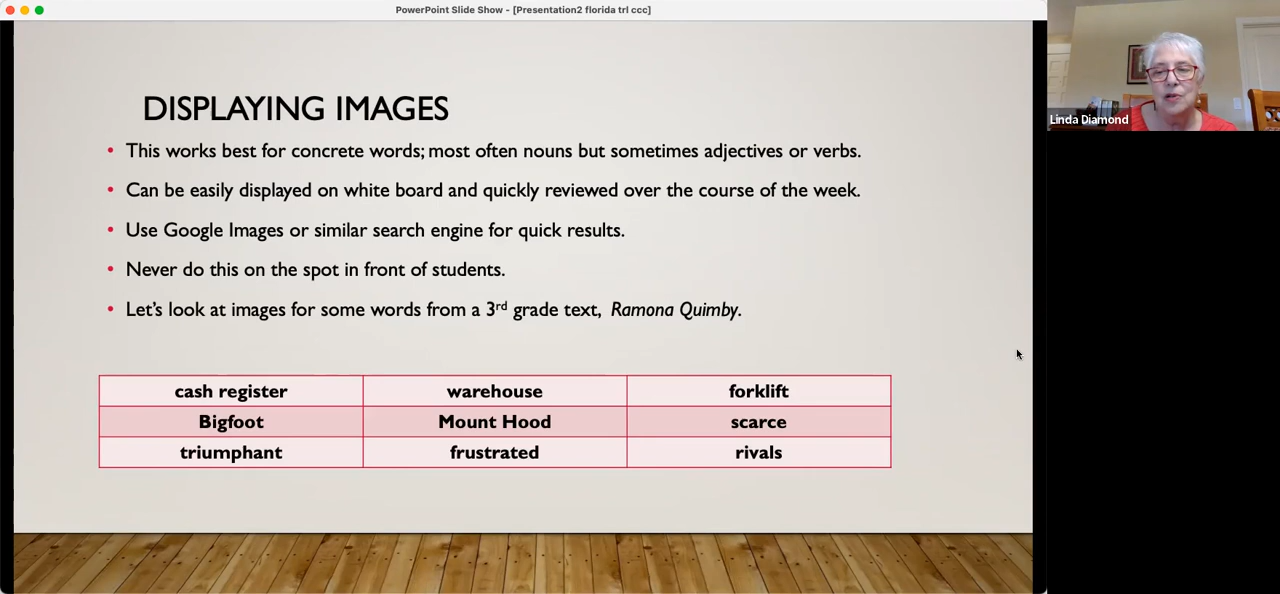 PowerPoint Slide Show - [Presentation2 florida trl ccc]
DISPLAYING IMAGES
• This works best for concrete words; most often nouns but sometimes adjectives or verbs.
• Can be easily displayed on white board and quickly reviewed over the course of the week.
• Use Google Images or similar search engine for quick results.
• Never do this on the spot in front of students.
• Let's look at images for some words from a 3rd grade text, Ramona Quimby.
cash register warehouse forklift
Bigfoot Mount Hood scarce
triumphant frustrated rivals
Linda Diamond